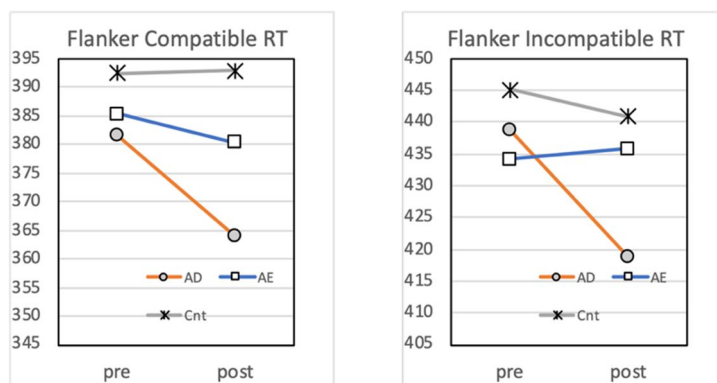 Flanker Compatible RT
395
390
385
380
375
370
365
360
355
350
345
AD
AE
Cnt
pre
post
Flanker Incompatible RT
450
445
440
435
430
425
420
415
410
405
AD
AE
Cnt
pre
post